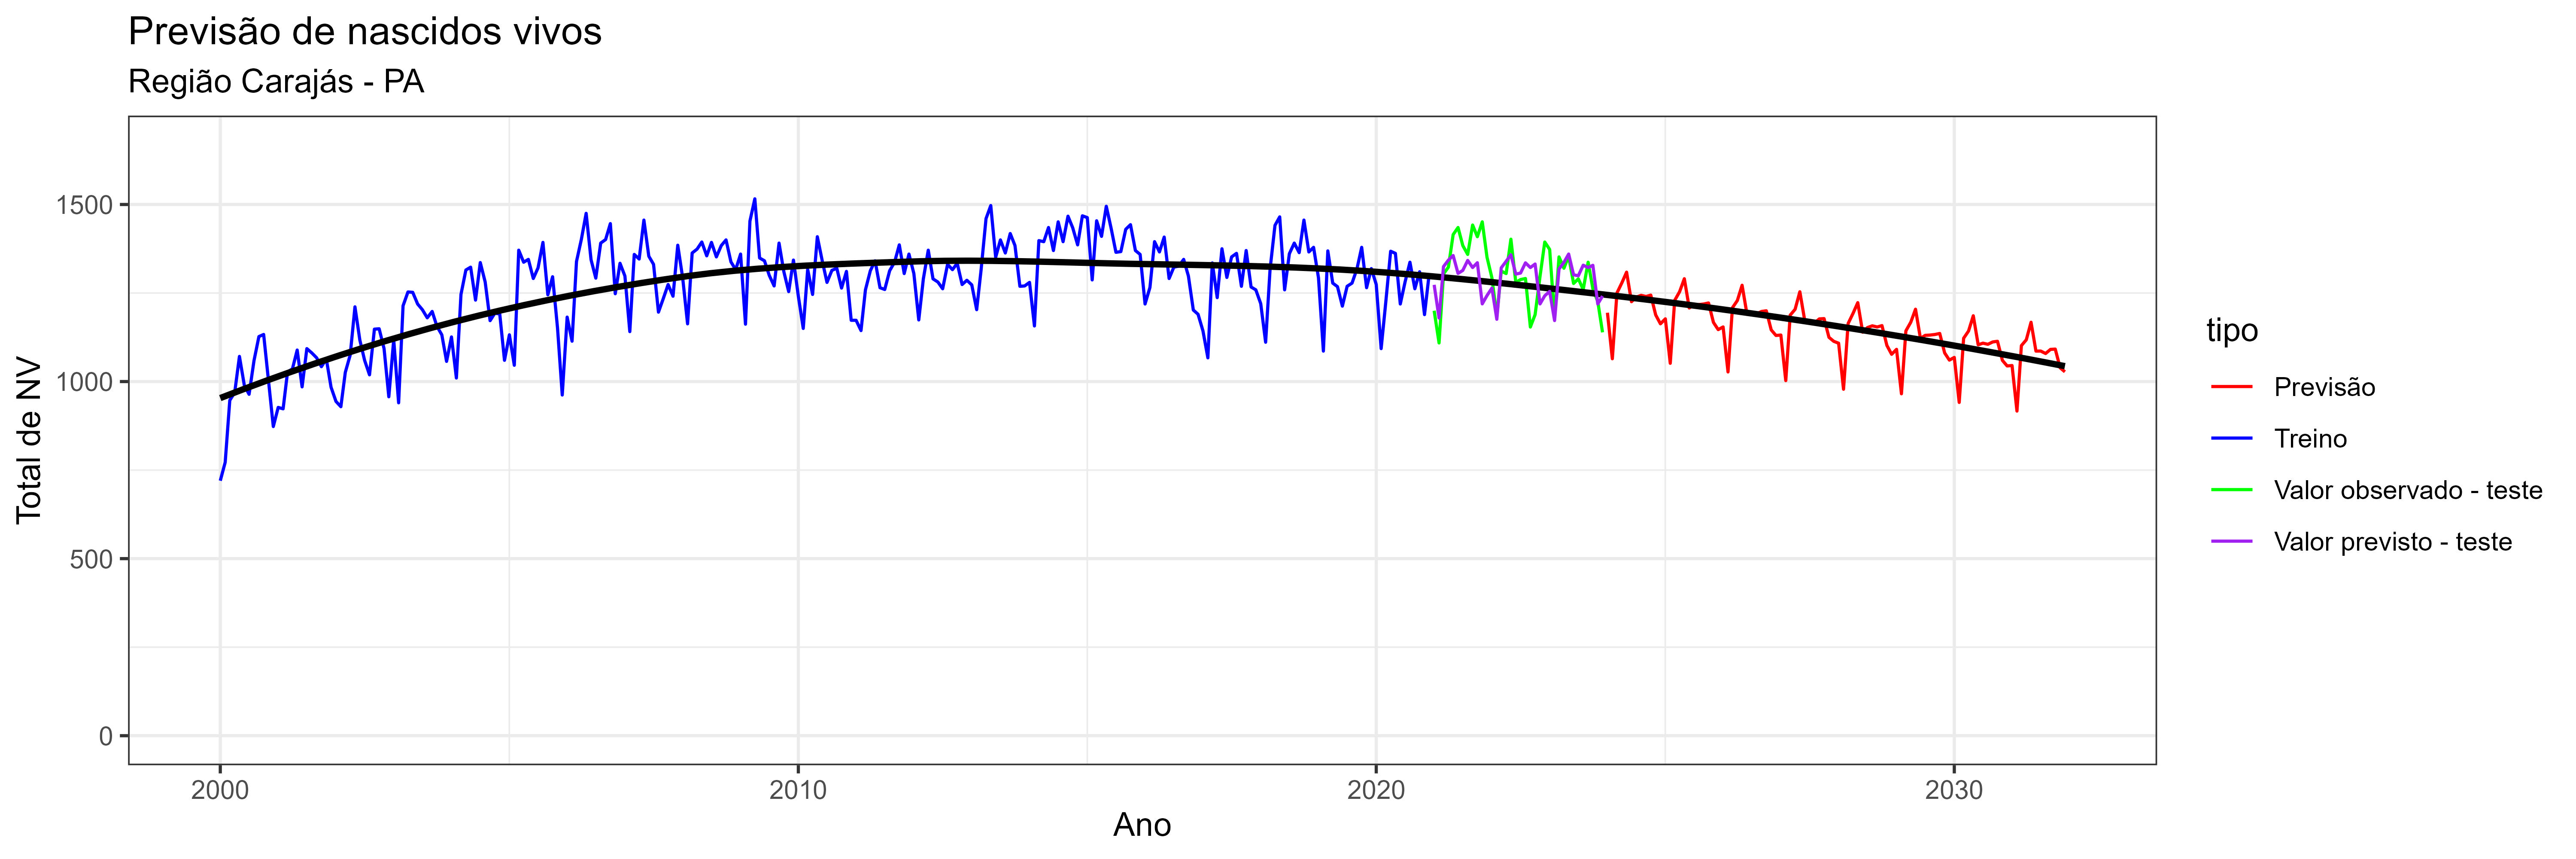 Previsão de nascidos vivos
Região Carajás - PA
Total de NV
1500
1000
500
0
2000
2010
2020
2030
Ano
tipo
Previsão
Treino
Valor observado - teste
Valor previsto - teste